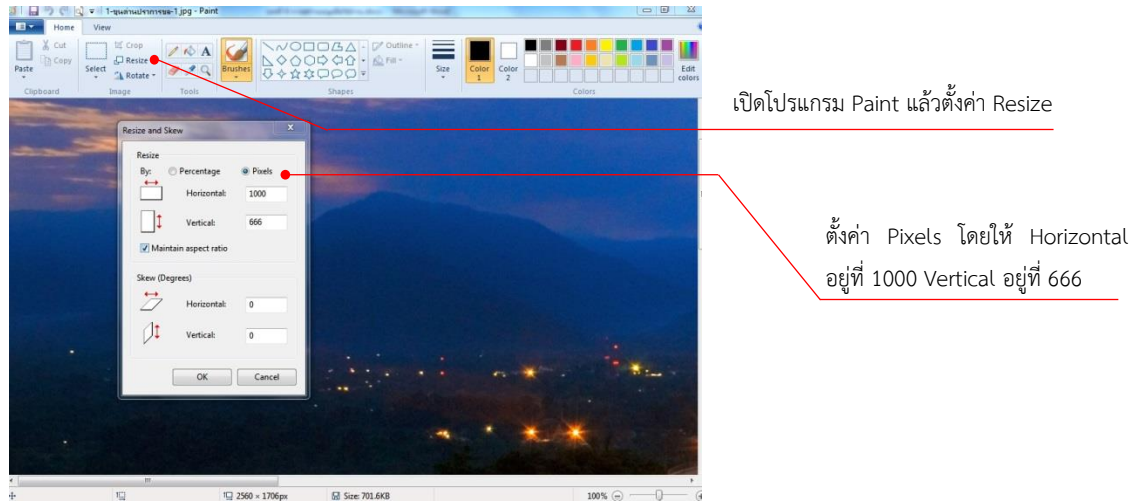 1-ขุนด่านปราการชล-1.jpg - Paint
Home View
Paste
Cut
Copy
Clipboard
Select
Crop
Resize
Rotate
Image
A
Tools
Brushes
Outline
Fill
Shapes
Size
Color 1
Color 2
Edit colors
Colors
เปิดโปรแกรม Paint แล้วตั้งค่า Resize
Resize and Skew
X
Resize
By: Percentage Pixels
Horizontal: 1000
Vertical: 666
Maintain aspect ratio
Skew (Degrees)
Horizontal: 0
Vertical: 0
OK Cancel
ตั้งค่า Pixels โดยให้ Horizontal
อยู่ที่ 1000 Vertical อยู่ที่ 666
2560 × 1706px Size: 701.6KB 100%